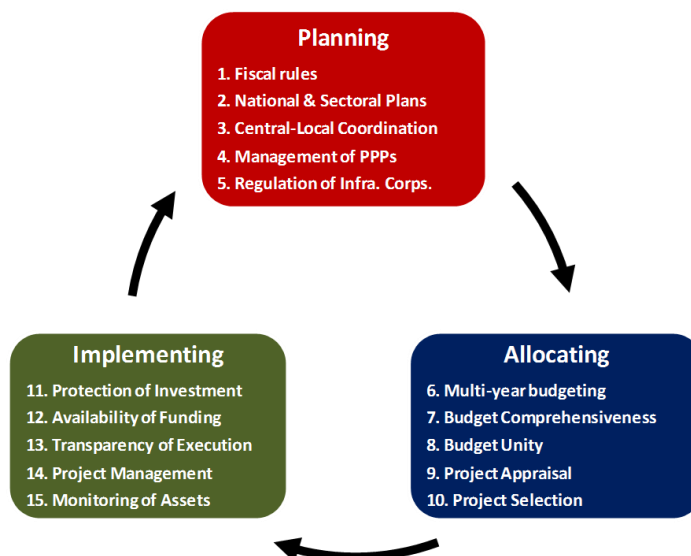 Planning
1. Fiscal rules
2. National & Sectoral Plans
3. Central-Local Coordination
4. Management of PPPs
5. Regulation of Infra. Corps.
Implementing
11. Protection of Investment
12. Availability of Funding
13. Transparency of Execution
14. Project Management
15. Monitoring of Assets
Allocating
6. Multi-year budgeting
7. Budget Comprehensiveness
8. Budget Unity
9. Project Appraisal
10. Project Selection